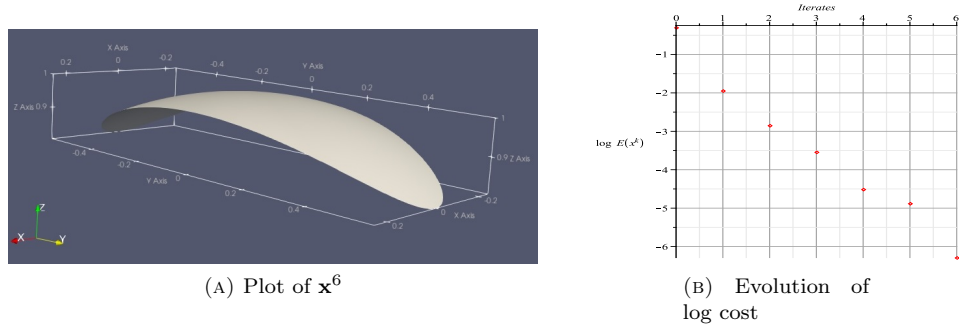 X Axis
0.2
0
-0.2
Y Axis
-0.4
-0.2
0
0.2
0.4
1
Z Axis 0.9
1
0.9
Z Axis
-0.4
-0.2
Y Axis
0
0.2
0.4
-0.2
0
X Axis
0.2
Z
X
Y
(A) Plot of x^6
Iterates
0 1 2 3 4 5 6
-1
-2
-3
log E(x^k)
-4
-5
-6
(B) Evolution of
log cost